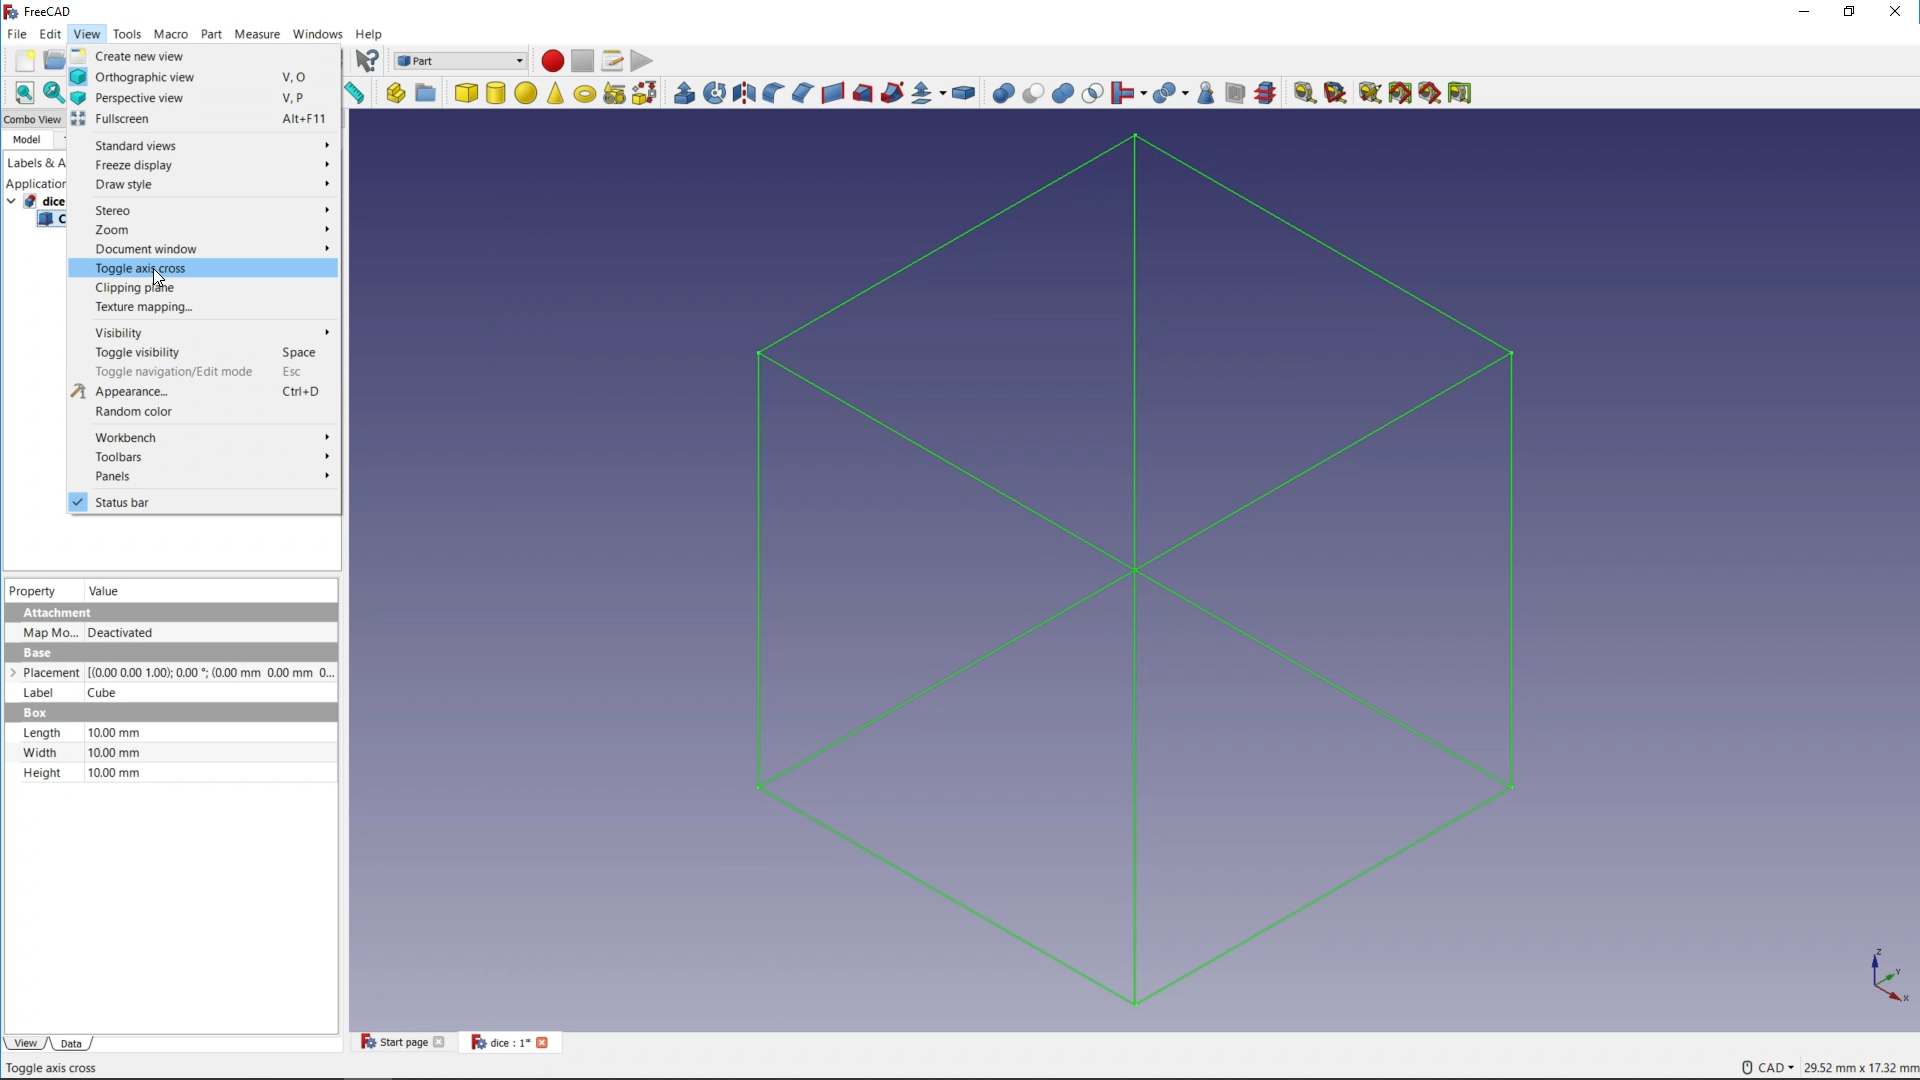 FreeCAD
File Edit View Tools Macro Part Measure Windows Help
Create new view
Part
Orthographic view V, O
Perspective view V, P
Fullscreen Alt+F11
Combo View
Model
Standard views
Labels & A
Freeze display
Application
Draw style
dice
Stereo
C
Zoom
Document window
Toggle axis cross
Clipping plane
Texture mapping...
Visibility
Toggle visibility Space
Toggle navigation/Edit mode Esc
Appearance... Ctrl+D
Random color
Workbench
Toolbars
Panels
Status bar
Property Value
Attachment
Map Mo... Deactivated
Base
Placement [(0.00 0.00 1.00); 0.00 °; (0.00 mm 0.00 mm 0...
Label Cube
Box
Length 10.00 mm
Width 10.00 mm
Height 10.00 mm
Z
Y
X
View Data
Start page
dice : 1*
Toggle axis cross
CAD
29.52 mm x 17.32 mm